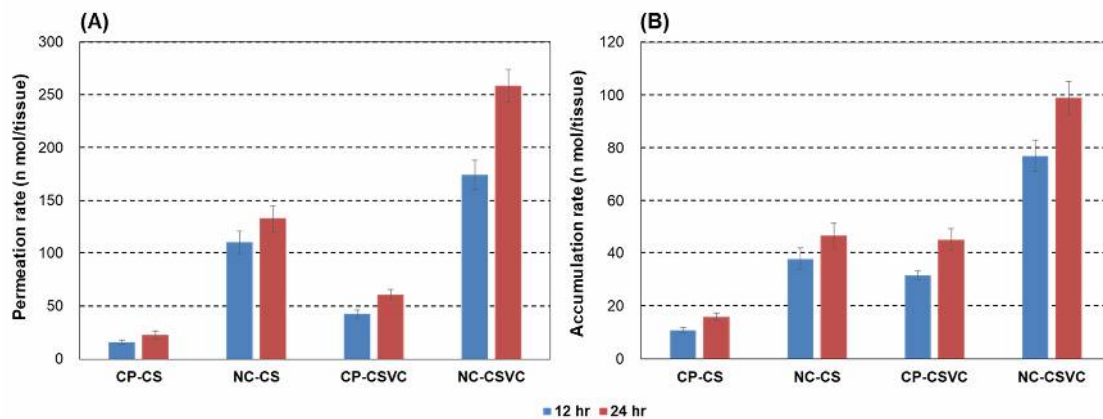 (A)
Permeation rate (n mol/tissue)
300
250
200
150
100
50
0
CP-CS NC-CS CP-CSVC NC-CSVC
(B)
Accumulation rate (n mol/tissue)
120
100
80
60
40
20
0
CP-CS NC-CS CP-CSVC NC-CSVC
12 hr 24 hr